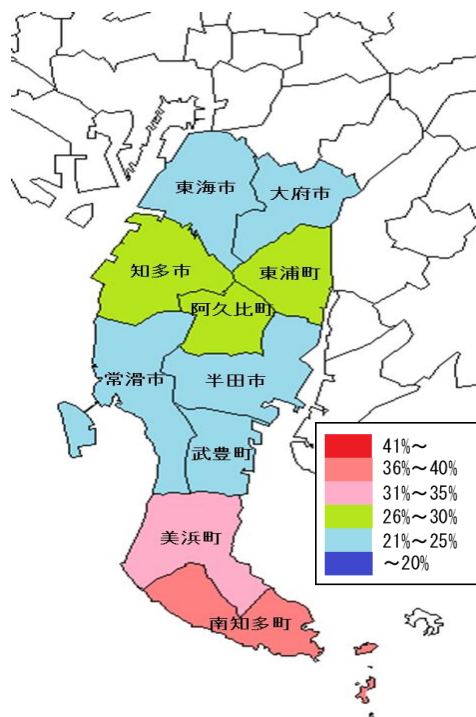 東海市
大府市
知多市
東浦町
阿久比町
常滑市
半田市
武豊町
美浜町
南知多町
41%～
36%～40%
31%～35%
26%～30%
21%～25%
～20%